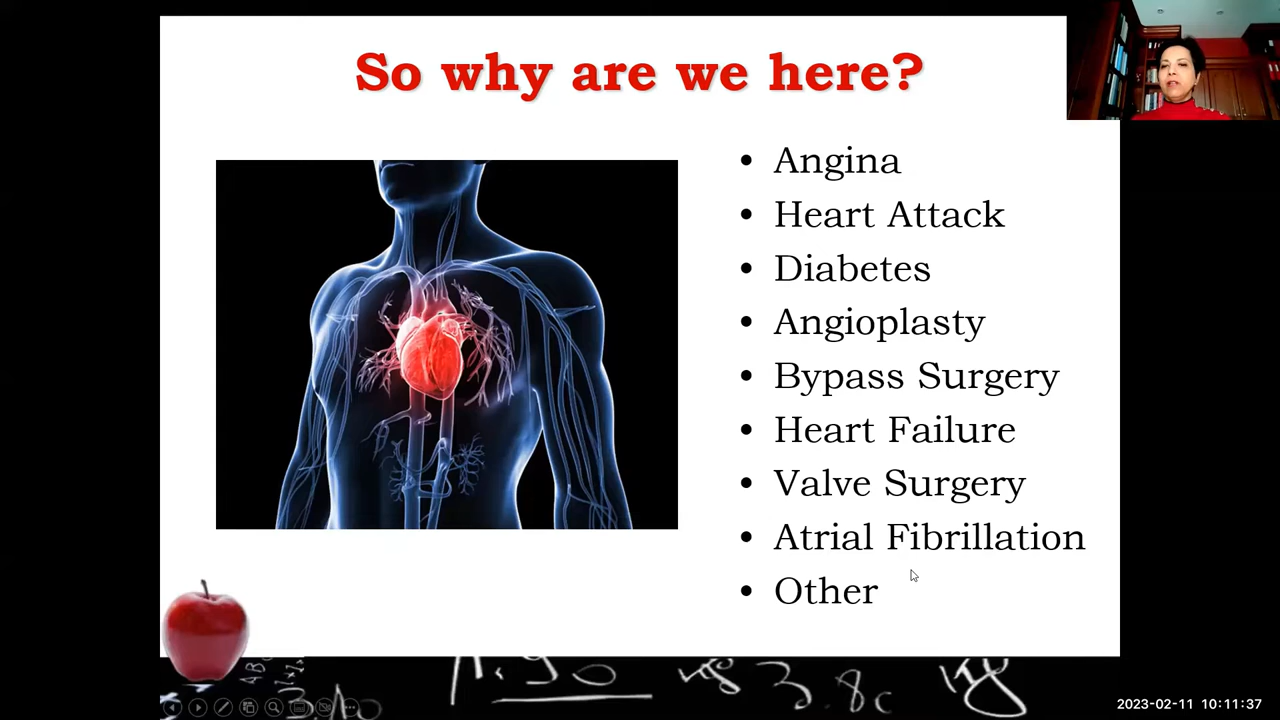 So why are we here?
• Angina
• Heart Attack
• Diabetes
• Angioplasty
• Bypass Surgery
• Heart Failure
• Valve Surgery
• Atrial Fibrillation
• Other
2023-02-11 10:11:37